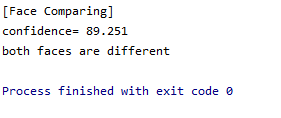 [Face Comparing]
confidence= 89.251
both faces are different
Process finished with exit code 0